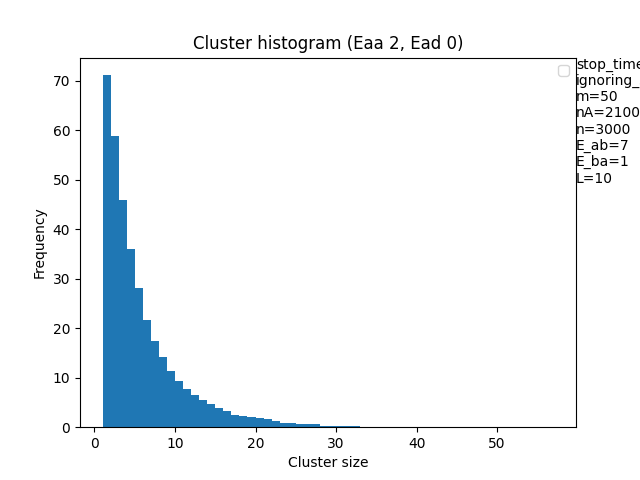 Cluster histogram (Eaa 2, Ead 0)
stop_time
ignoring_
m=50
nA=2100
n=3000
E_ab=7
E_ba=1
L=10
70
60
50
40
30
20
10
0
Frequency
0 10 20 30 40 50
Cluster size